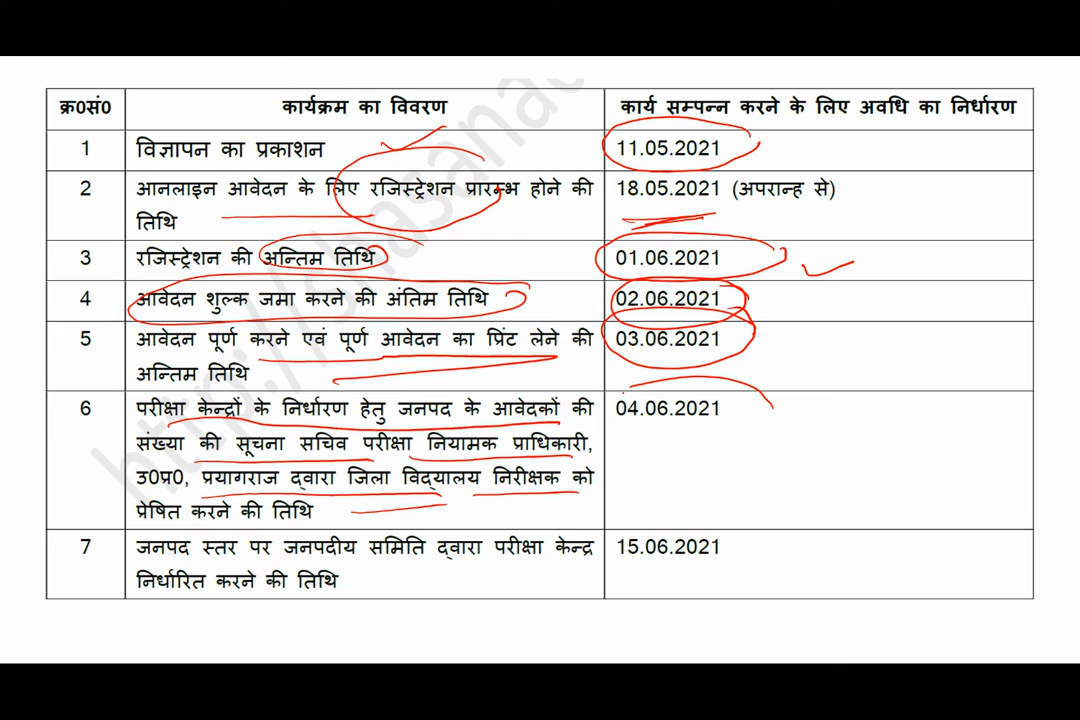 क्र0सं0 कार्यक्रम का विवरण कार्य सम्पन्न करने के लिए अवधि का निर्धारण
1 विज्ञापन का प्रकाशन 11.05.2021
2 आनलाइन आवेदन के लिए रजिस्ट्रेशन प्रारम्भ होने की 18.05.2021 (अपरान्ह से)
तिथि
3 रजिस्ट्रेशन की अन्तिम तिथि 01.06.2021
4 आवेदन शुल्क जमा करने की अंतिम तिथि 02.06.2021
5 आवेदन पूर्ण करने एवं पूर्ण आवेदन का प्रिंट लेने की 03.06.2021
अन्तिम तिथि
6 परीक्षा केन्द्रों के निर्धारण हेतु जनपद के आवेदकों की 04.06.2021
संख्या की सूचना सचिव परीक्षा नियामक प्राधिकारी,
उ0प्र0, प्रयागराज द्वारा जिला विद्यालय निरीक्षक को
प्रेषित करने की तिथि
7 जनपद स्तर पर जनपदीय समिति द्वारा परीक्षा केन्द्र 15.06.2021
निर्धारित करने की तिथि